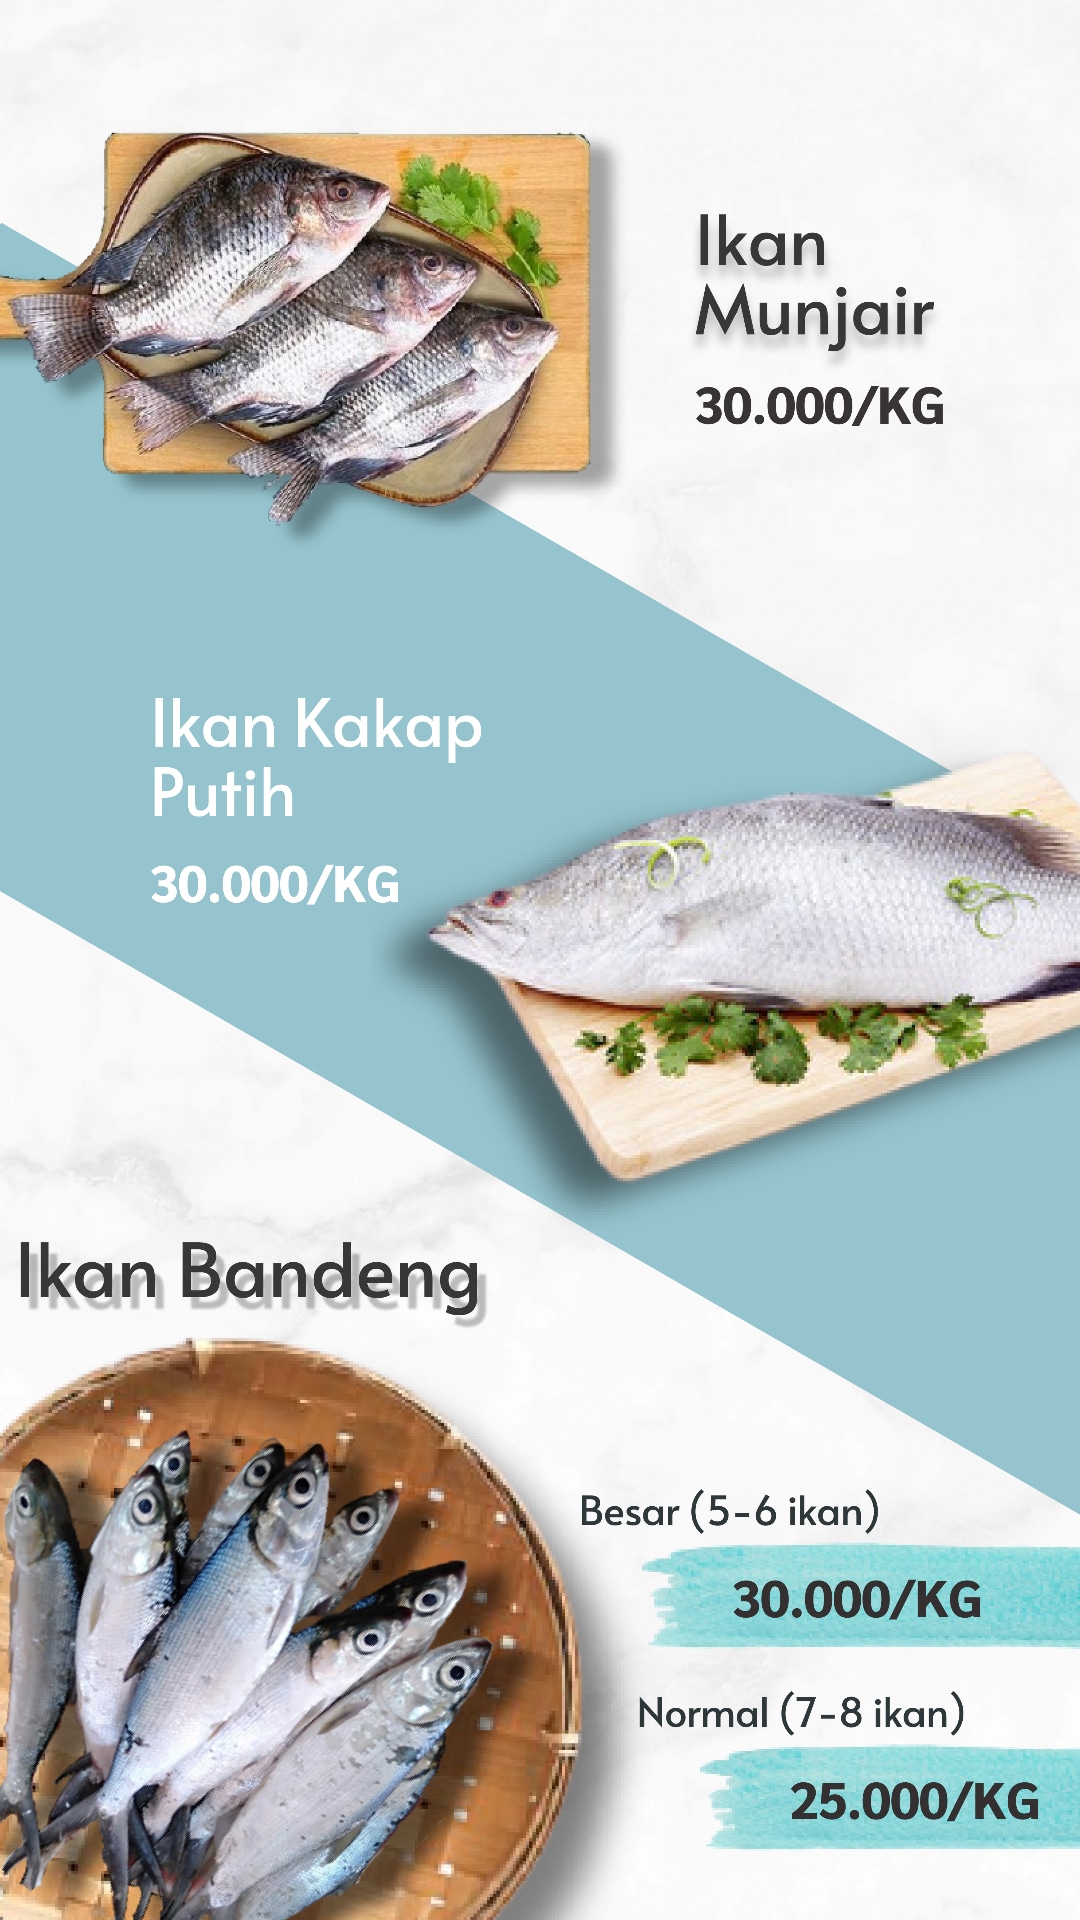 Ikan
Munjair
30.000/KG
Ikan Kakap
Putih
30.000/KG
Ikan Bandeng
Besar (5-6 ikan)
30.000/KG
Normal (7-8 ikan)
25.000/KG